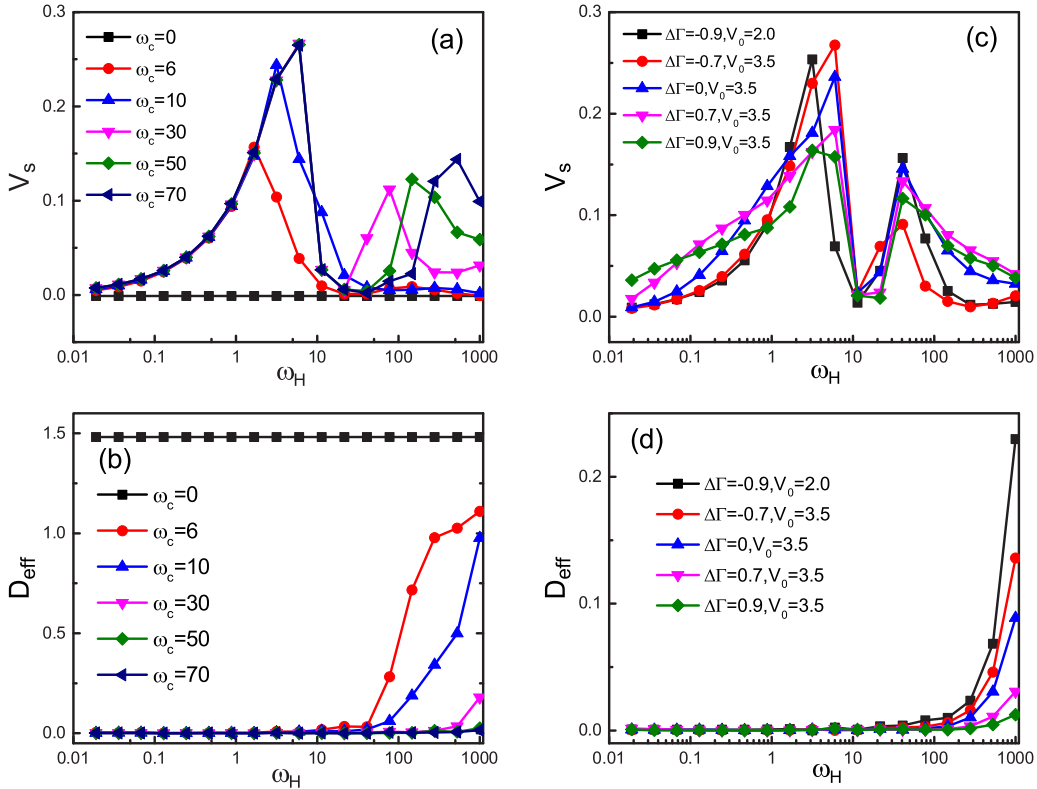 (a)
0.3
0.2
0.1
0.0
V_s
ω_c=0
ω_c=6
ω_c=10
ω_c=30
ω_c=50
ω_c=70
0.01 0.1 1 10 100 1000
ω_H
(c)
0.3
0.2
0.1
0.0
V_s
ΔΓ=-0.9,V_0=2.0
ΔΓ=-0.7,V_0=3.5
ΔΓ=0,V_0=3.5
ΔΓ=0.7,V_0=3.5
ΔΓ=0.9,V_0=3.5
0.01 0.1 1 10 100 1000
ω_H
(b)
1.5
1.0
0.5
0.0
D_eff
ω_c=0
ω_c=6
ω_c=10
ω_c=30
ω_c=50
ω_c=70
0.01 0.1 1 10 100 1000
ω_H
(d)
0.2
0.1
0.0
D_eff
ΔΓ=-0.9,V_0=2.0
ΔΓ=-0.7,V_0=3.5
ΔΓ=0,V_0=3.5
ΔΓ=0.7,V_0=3.5
ΔΓ=0.9,V_0=3.5
0.01 0.1 1 10 100 1000
ω_H